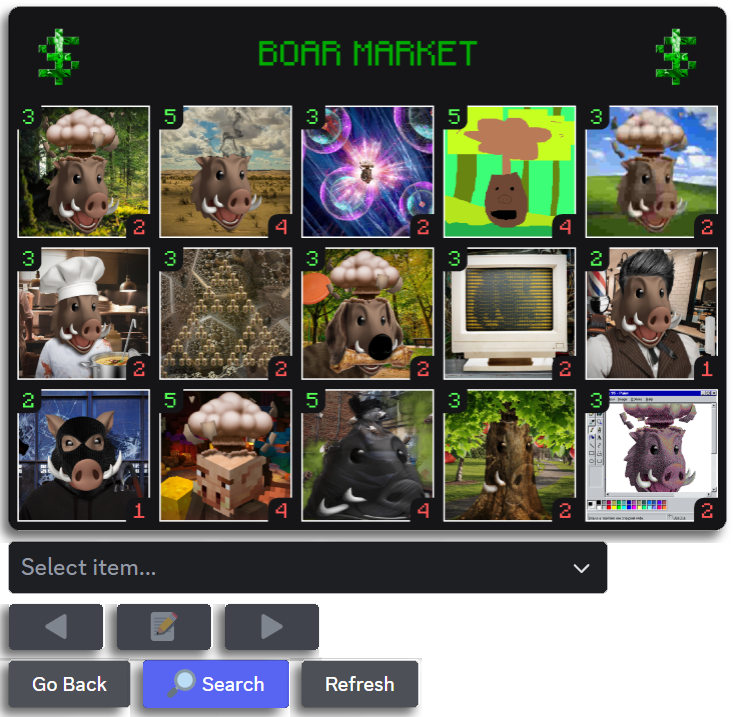 BOAR MARKET
3 5 3 5 3
2 4 2 4 2
3 3 3 3 2
2 2 2 2 1
2 5 5 3 3
1 4 4 2 2
Select item...
Go Back Search Refresh